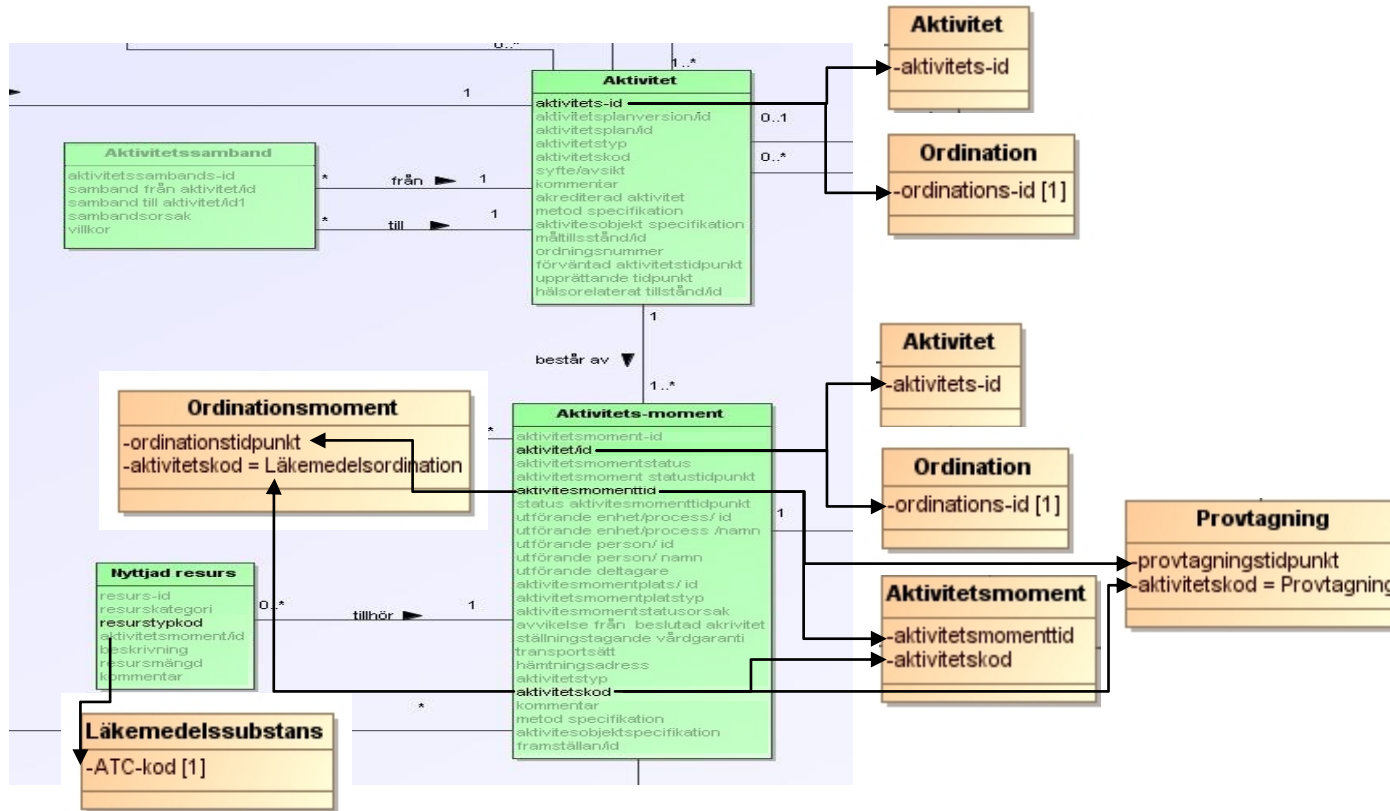 Aktivitet
-aktivitets-id
0..*
1..*
Aktivitet
aktivitets-id
aktivitetsplanversion/id
aktivitetsplan/id
aktivitetstyp
aktivitetskod
syfte/avsikt
kommentar
akrediterad aktivitet
metod specifikation
aktivitesobjekt specifikation
måltillsstånd/id
ordningsnummer
förväntad aktivitetstidpunkt
upprättande tidpunkt
hälsorelaterat tillstånd/id
1
0..1
0..*
Ordination
-ordinations-id [1]
Aktivitetssamband
aktivitetssambands-id
samband från aktivitet/id
samband till aktivitet/id1
sambandsorsak
villkor
*
från
1
*
till
1
1
består av
1..*
Aktivitet
-aktivitets-id
Ordinationsmoment
-ordinationstidpunkt
-aktivitetskod = Läkemedelsordination
*
Aktivitets-moment
aktivitetsmoment-id
aktivitet/id
aktivitetsmomentstatus
aktivitetsmoment statustidpunkt
aktivitesmomenttid
status aktivitesmomenttidpunkt
utförande enhet/process/ id
utförande enhet/process /namn
utförande person/ id
utförande person/ namn
utförande deltagare
aktivitesmomentplats/ id
aktivitetsmomentplatstyp
aktivitesmomentstatusorsak
avvikelse från beslutad akrivitet
ställningstagande vårdgaranti
transportsätt
hämtningsadress
aktivitetstyp
aktivitetskod
kommentar
metod specifikation
aktivitesobjektspecifikation
framställan/id
1
Ordination
-ordinations-id [1]
Provtagning
-provtagningstidpunkt
-aktivitetskod = Provtagning
Aktivitetsmoment
-aktivitetsmomenttid
-aktivitetskod
Nyttjad resurs
resurs-id
resurskategori
resurstypkod
aktivitetsmoment/id
beskrivning
resursmängd
kommentar
0..*
tillhör
1
*
Läkemedelssubstans
-ATC-kod [1]